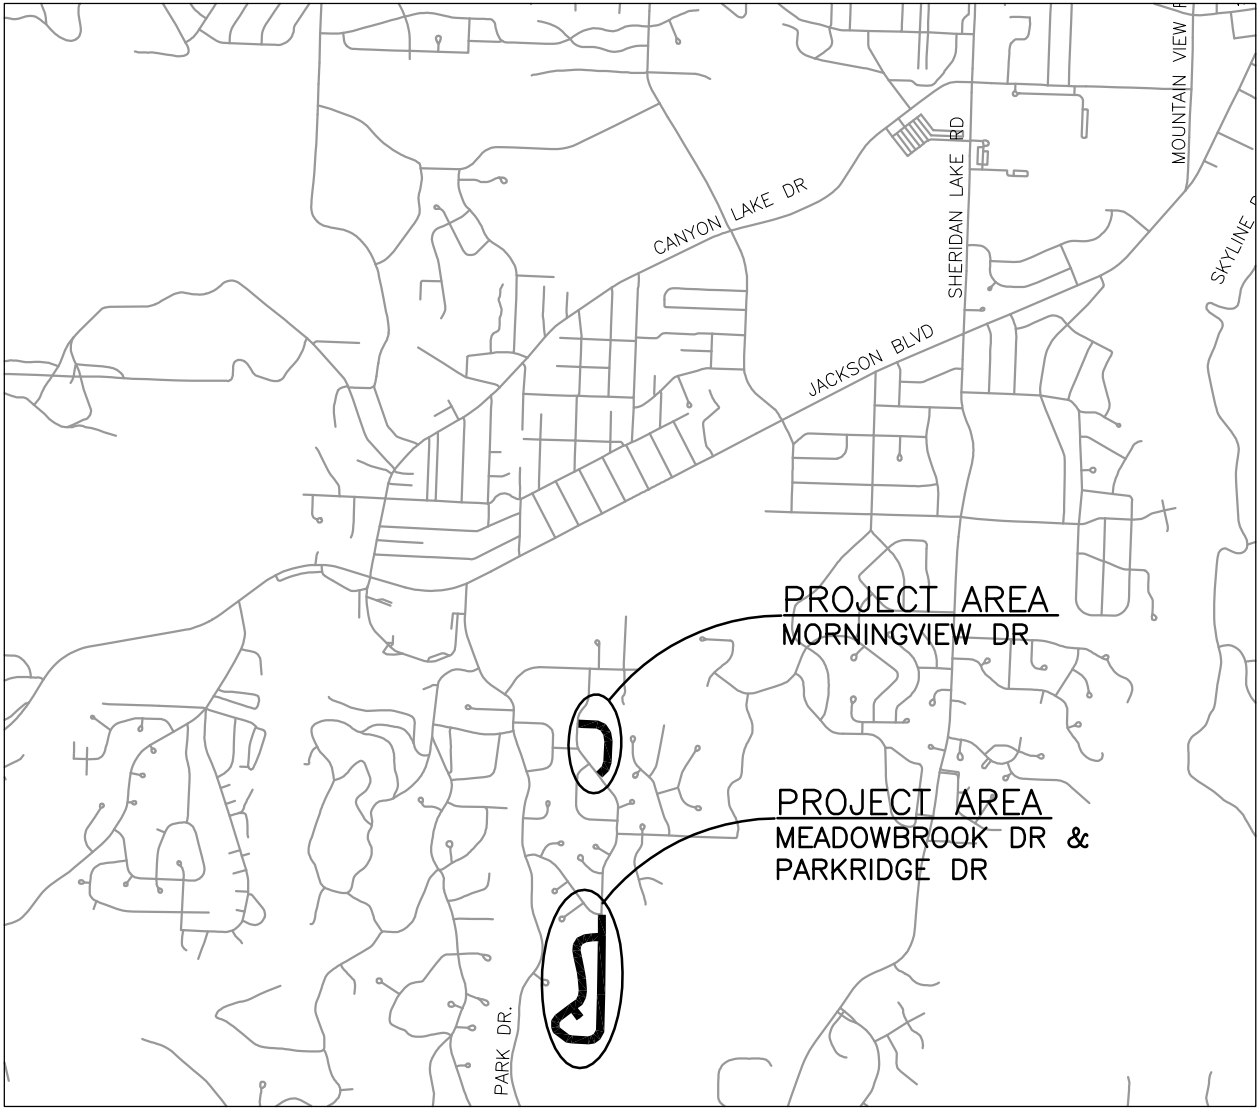 MOUNTAIN VIEW
CANYON LAKE DR
SHERIDAN LAKE RD
SKYLINE
JACKSON BLVD
PROJECT AREA
MORNINGVIEW DR
PROJECT AREA
MEADOWBROOK DR &
PARKRIDGE DR
PARK DR.